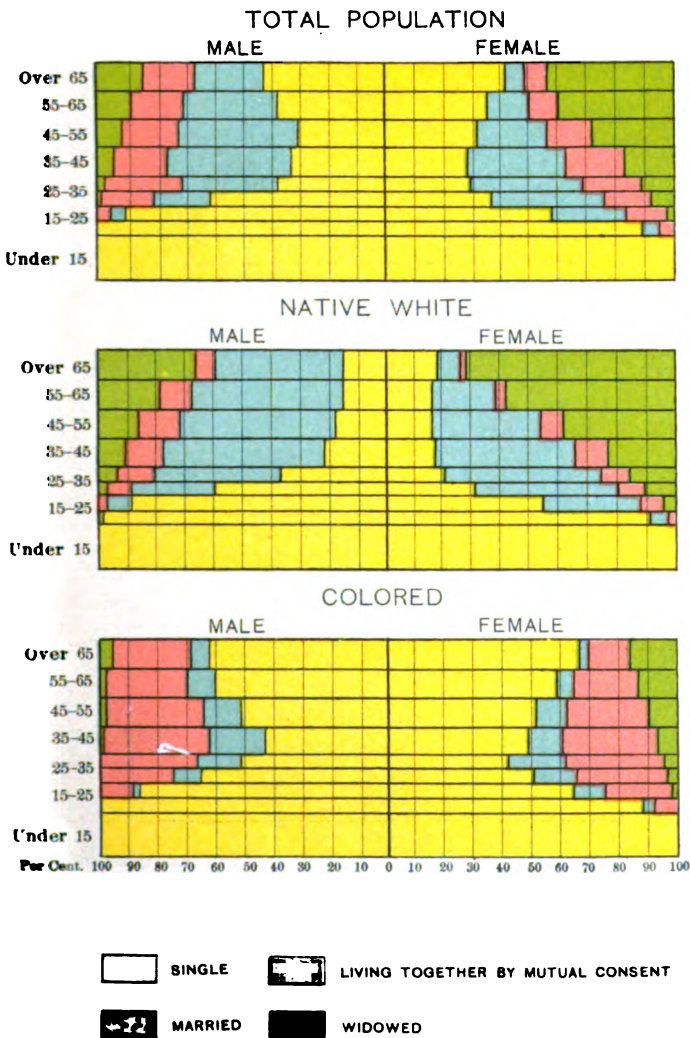 TOTAL POPULATION
MALE FEMALE
Over 65
55-65
45-55
35-45
25-35
15-25
Under 15
NATIVE WHITE
MALE FEMALE
Over 65
55-65
45-55
35-45
25-35
15-25
Under 15
COLORED
MALE FEMALE
Over 65
55-65
45-55
35-45
25-35
15-25
Under 15
Per Cent. 100 90 80 70 60 50 40 30 20 10 0 10 20 30 40 50 60 70 80 90 100
SINGLE LIVING TOGETHER BY MUTUAL CONSENT
MARRIED WIDOWED